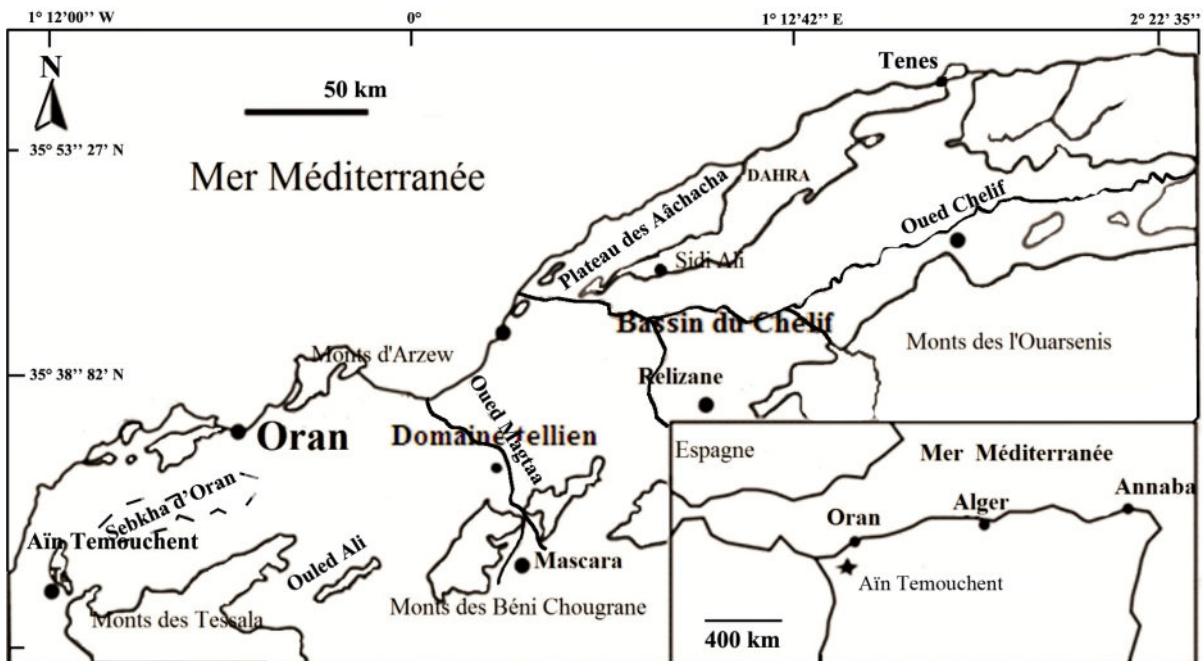 1° 12'00’’ W
0°
1° 12’42’’ E
2° 22’ 35’’
N
50 km
Tenes
35° 53’ 27’ N
Mer Méditerranée
DAHRA
Plateau des Aâchacha
Oued Chelif
Sidi Ali
Bassin du Chelif
Monts d'Arzew
Monts des l'Ouarsenis
35° 38’ 82’ N
Relizane
Oued Magtaa
Oran
Domaine tellien
Sebkha d’Oran
Aïn Temouchent
Ouled Ali
Mascara
Monts des Béni Chougrane
Monts des Tessala
Espagne
Mer Méditerranée
Annaba
Alger
Oran
Aïn Temouchent
400 km